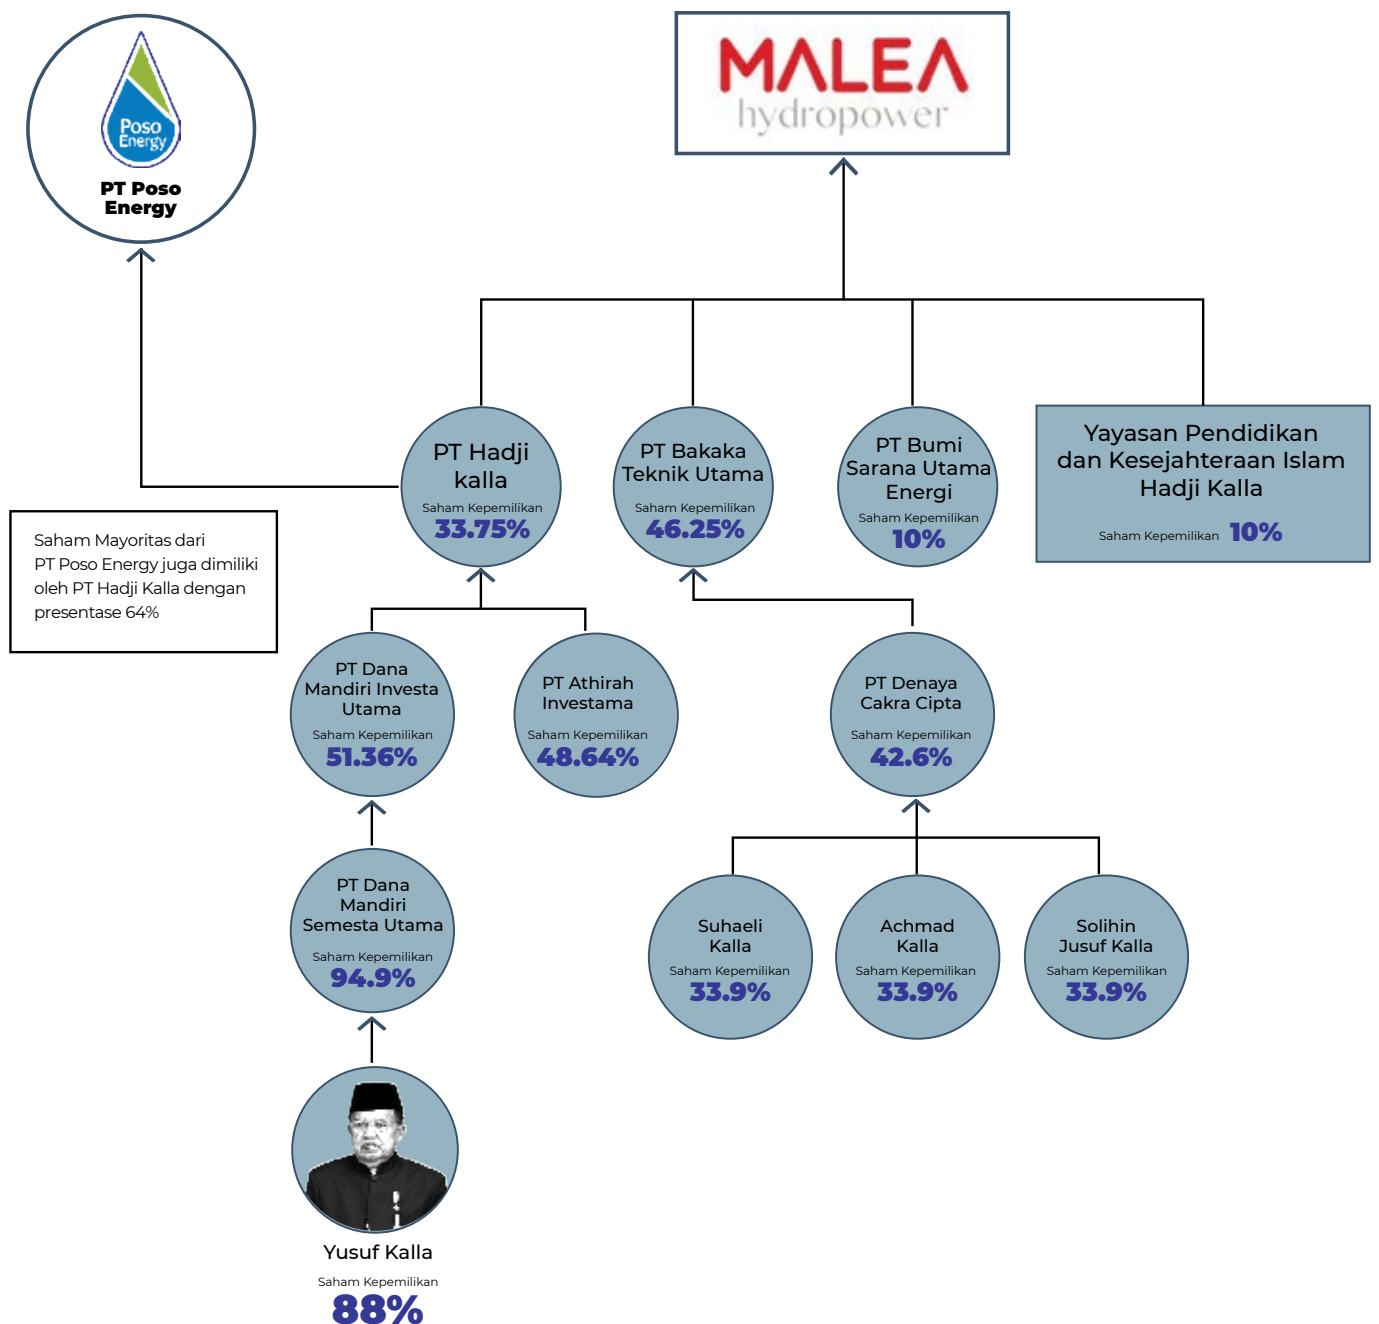 Poso
Energy
PT Poso
Energy
MALEA
hydropower
PT Hadji
kalla
Saham Kepemilikan
33.75%
PT Bakaka
Teknik Utama
Saham Kepemilikan
46.25%
PT Bumi
Sarana Utama
Energi
Saham Kepemilikan
10%
Yayasan Pendidikan
dan Kesejahteraan Islam
Hadji Kalla
Saham Kepemilikan 10%
Saham Mayoritas dari
PT Poso Energy juga dimiliki
oleh PT Hadji Kalla dengan
presentase 64%
PT Dana
Mandiri Investa
Utama
Saham Kepemilikan
51.36%
PT Athirah
Investama
Saham Kepemilikan
48.64%
PT Denaya
Cakra Cipta
Saham Kepemilikan
42.6%
PT Dana
Mandiri
Semesta Utama
Saham Kepemilikan
94.9%
Suhaeli
Kalla
Saham Kepemilikan
33.9%
Achmad
Kalla
Saham Kepemilikan
33.9%
Solihin
Jusuf Kalla
Saham Kepemilikan
33.9%
Yusuf Kalla
Saham Kepemilikan
88%